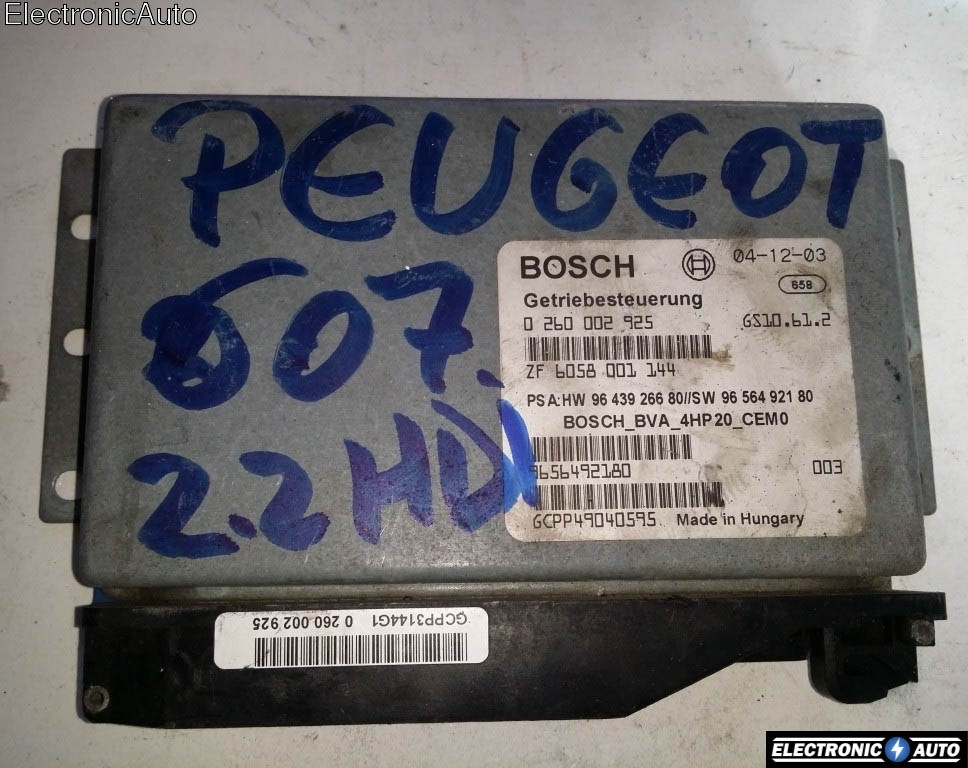 ElectronicAuto
PEUGEOT
607.
2.2 HDI
BOSCH 04-12-03
658
Getriebesteuerung
0 260 002 925 GS10.61.2
ZF 6058 001 144
PSA:HW 96 439 266 80//SW 96 564 921 80
BOSCH_BVA_4HP20_CEM0
9656492180 003
GCPP49040595 Made in Hungary
GCPP3144G1 0 260 002 925
ELECTRONIC AUTO